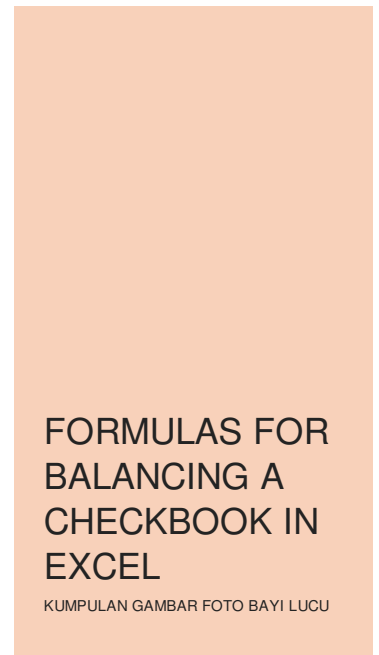 FORMULAS FOR
BALANCING A
CHECKBOOK IN
EXCEL
KUMPULAN GAMBAR FOTO BAYI LUCU